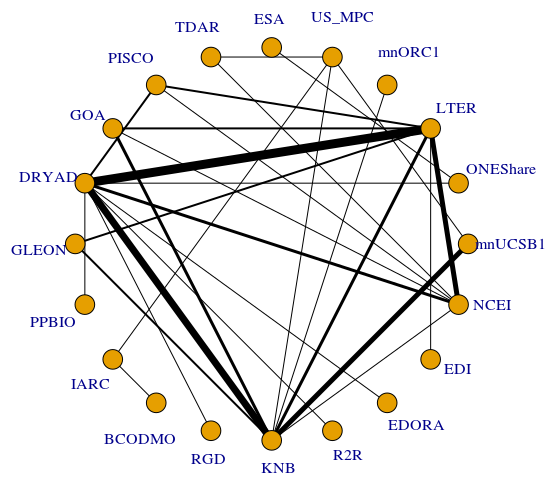 ESA
US_MPC
TDAR
mnORC1
PISCO
LTER
GOA
ONEShare
DRYAD
mnUCSB1
GLEON
NCEI
PPBIO
EDI
IARC
EDORA
BCODMO
R2R
RGD
KNB